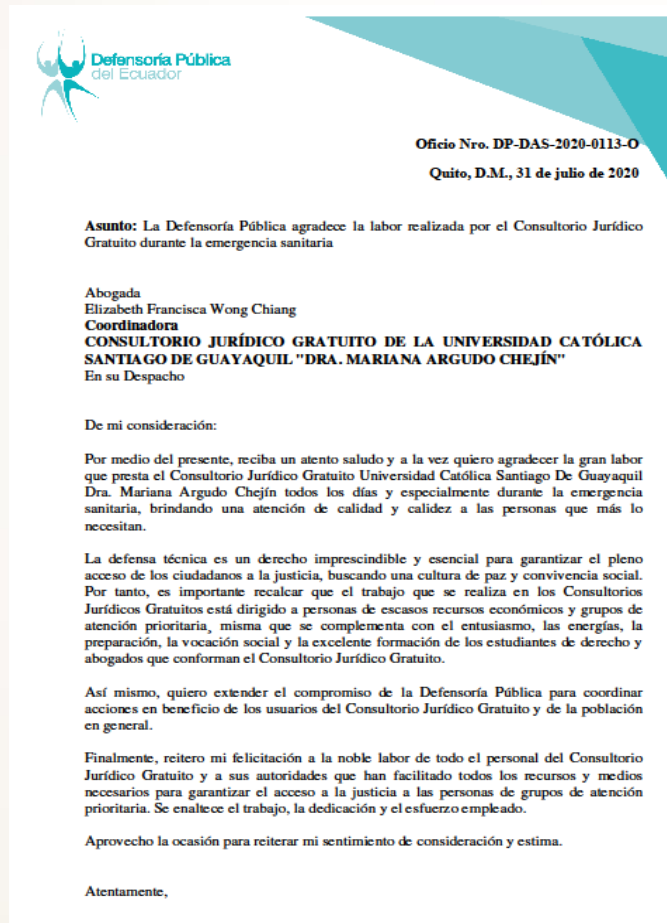 Defensoría Pública
del Ecuador
Oficio Nro. DP-DAS-2020-0113-O
Quito, D.M., 31 de julio de 2020
Asunto: La Defensoría Pública agradece la labor realizada por el Consultorio Jurídico
Gratuito durante la emergencia sanitaria
Abogada
Elizabeth Francisca Wong Chiang
Coordinadora
CONSULTORIO JURÍDICO GRATUITO DE LA UNIVERSIDAD CATÓLICA
SANTIAGO DE GUAYAQUIL "DRA. MARIANA ARGUDO CHEJÍN"
En su Despacho
De mi consideración:
Por medio del presente, reciba un atento saludo y a la vez quiero agradecer la gran labor
que presta el Consultorio Jurídico Gratuito Universidad Católica Santiago De Guayaquil
Dra. Mariana Argudo Chejín todos los días y especialmente durante la emergencia
sanitaria, brindando una atención de calidad y calidez a las personas que más lo
necesitan.
La defensa técnica es un derecho imprescindible y esencial para garantizar el pleno
acceso de los ciudadanos a la justicia, buscando una cultura de paz y convivencia social.
Por tanto, es importante recalcar que el trabajo que se realiza en los Consultorios
Jurídicos Gratuitos está dirigido a personas de escasos recursos económicos y grupos de
atención prioritaria, misma que se complementa con el entusiasmo, las energías, la
preparación, la vocación social y la excelente formación de los estudiantes de derecho y
abogados que conforman el Consultorio Jurídico Gratuito.
Así mismo, quiero extender el compromiso de la Defensoría Pública para coordinar
acciones en beneficio de los usuarios del Consultorio Jurídico Gratuito y de la población
en general.
Finalmente, reitero mi felicitación a la noble labor de todo el personal del Consultorio
Jurídico Gratuito y a sus autoridades que han facilitado todos los recursos y medios
necesarios para garantizar el acceso a la justicia a las personas de grupos de atención
prioritaria. Se enaltece el trabajo, la dedicación y el esfuerzo empleado.
Aprovecho la ocasión para reiterar mi sentimiento de consideración y estima.
Atentamente,